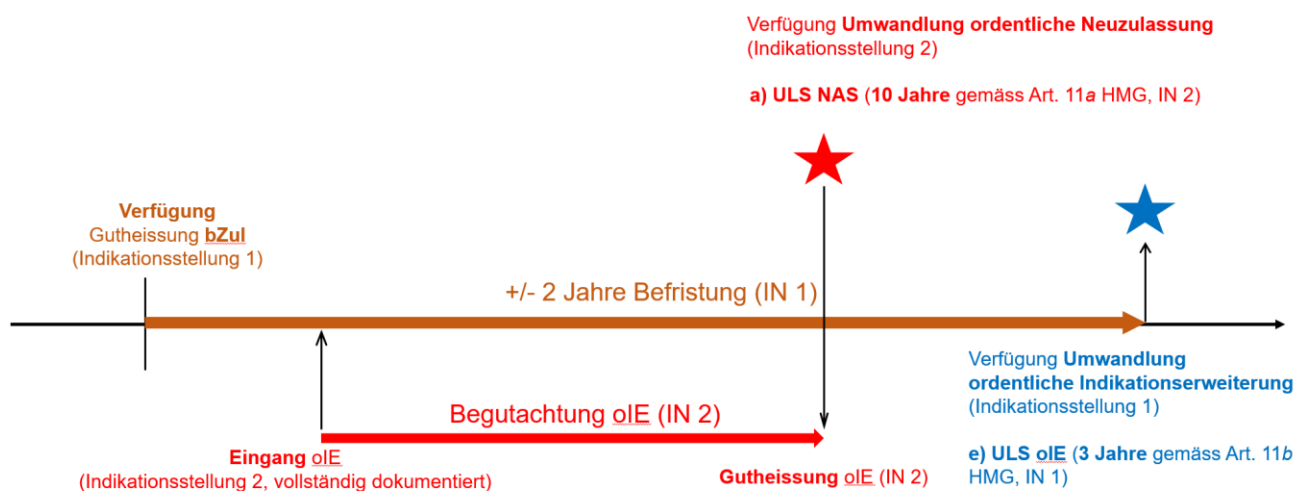 Verfügung Umwandlung ordentliche Neuzulassung
(Indikationsstellung 2)
a) ULS NAS (10 Jahre gemäss Art. 11a HMG, IN 2)
Verfügung
Gutheissung bZul
(Indikationsstellung 1)
+/- 2 Jahre Befristung (IN 1)
Verfügung Umwandlung
ordentliche Indikationserweiterung
(Indikationsstellung 1)
e) ULS oIE (3 Jahre gemäss Art. 11b
HMG, IN 1)
Begutachtung oIE (IN 2)
Eingang oIE
(Indikationsstellung 2, vollständig dokumentiert)
Gutheissung oIE (IN 2)